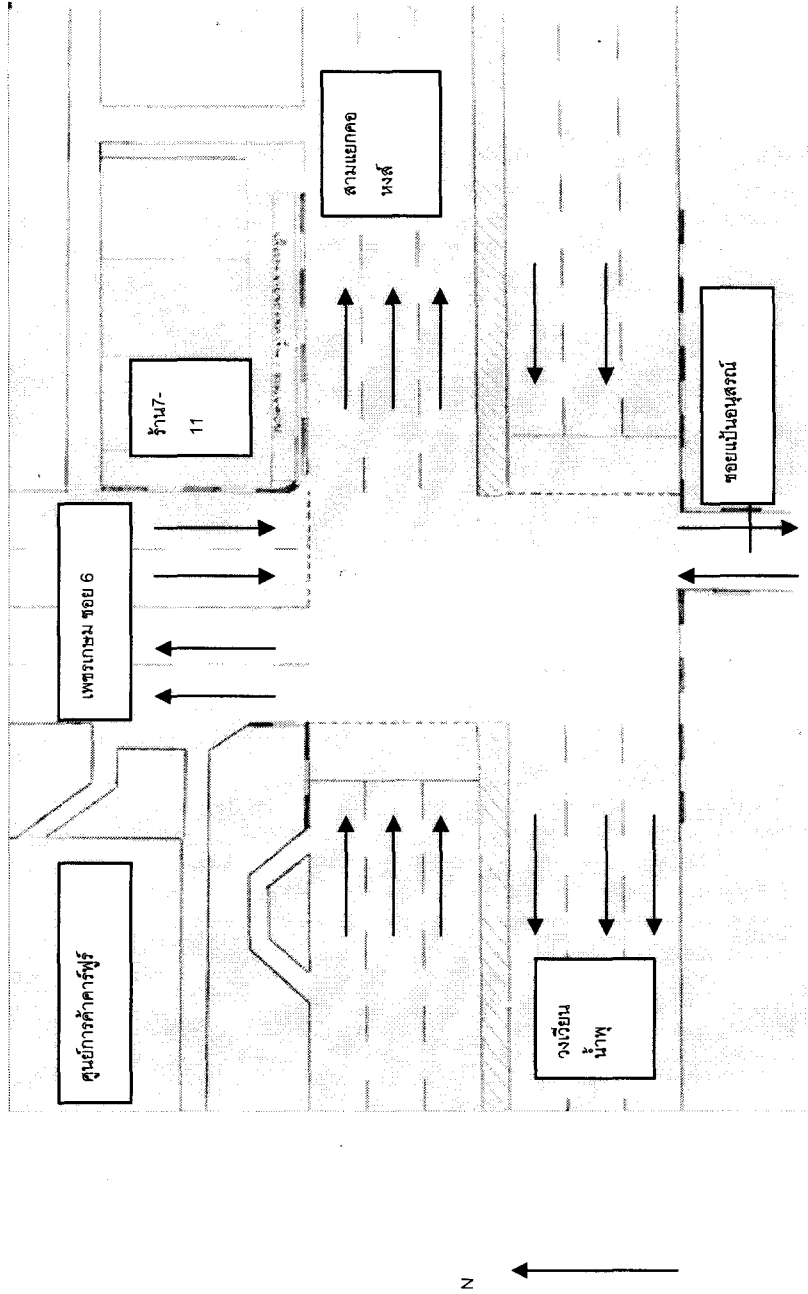 ศูนย์การค้าคาร์ฟูร์
เพชรเกษม ซอย 6
ร้าน7-
11
สามแยกคอ
หงส์
วงเวียน
น้ำพุ
ซอยแป้นอนุสรณ์
N